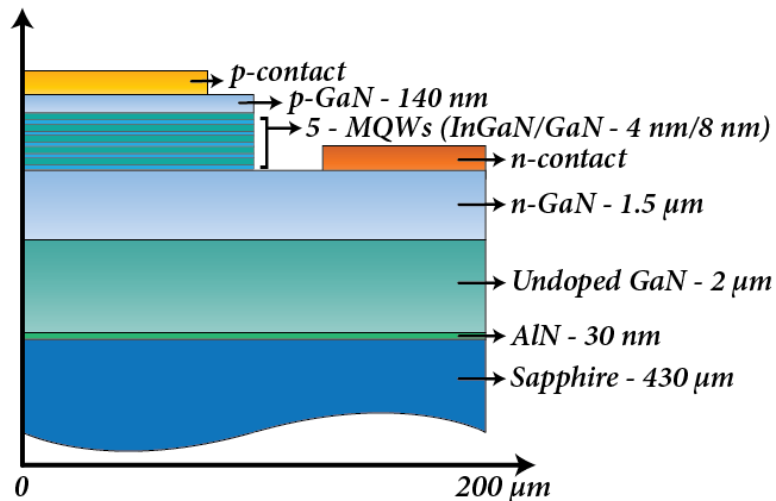 p-contact
p-GaN - 140 nm
5 - MQWs (InGaN/GaN - 4 nm/8 nm)
n-contact
n-GaN - 1.5 μm
Undoped GaN - 2 μm
AlN - 30 nm
Sapphire - 430 μm
0
200 μm